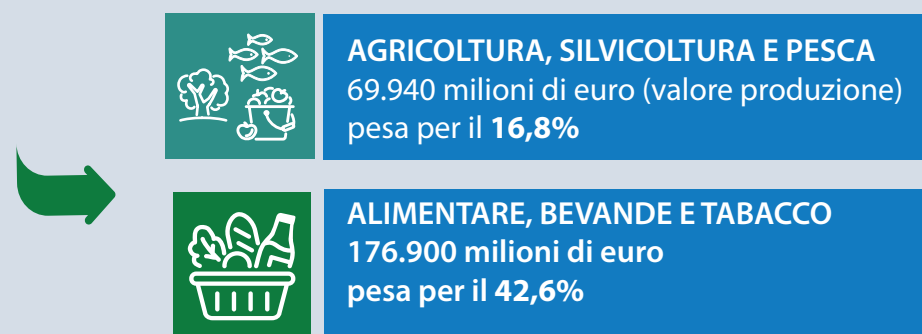 AGRICOLTURA, SILVICOLTURA E PESCA
69.940 milioni di euro (valore produzione)
pesa per il 16,8%
ALIMENTARE, BEVANDE E TABACCO
176.900 milioni di euro
pesa per il 42,6%